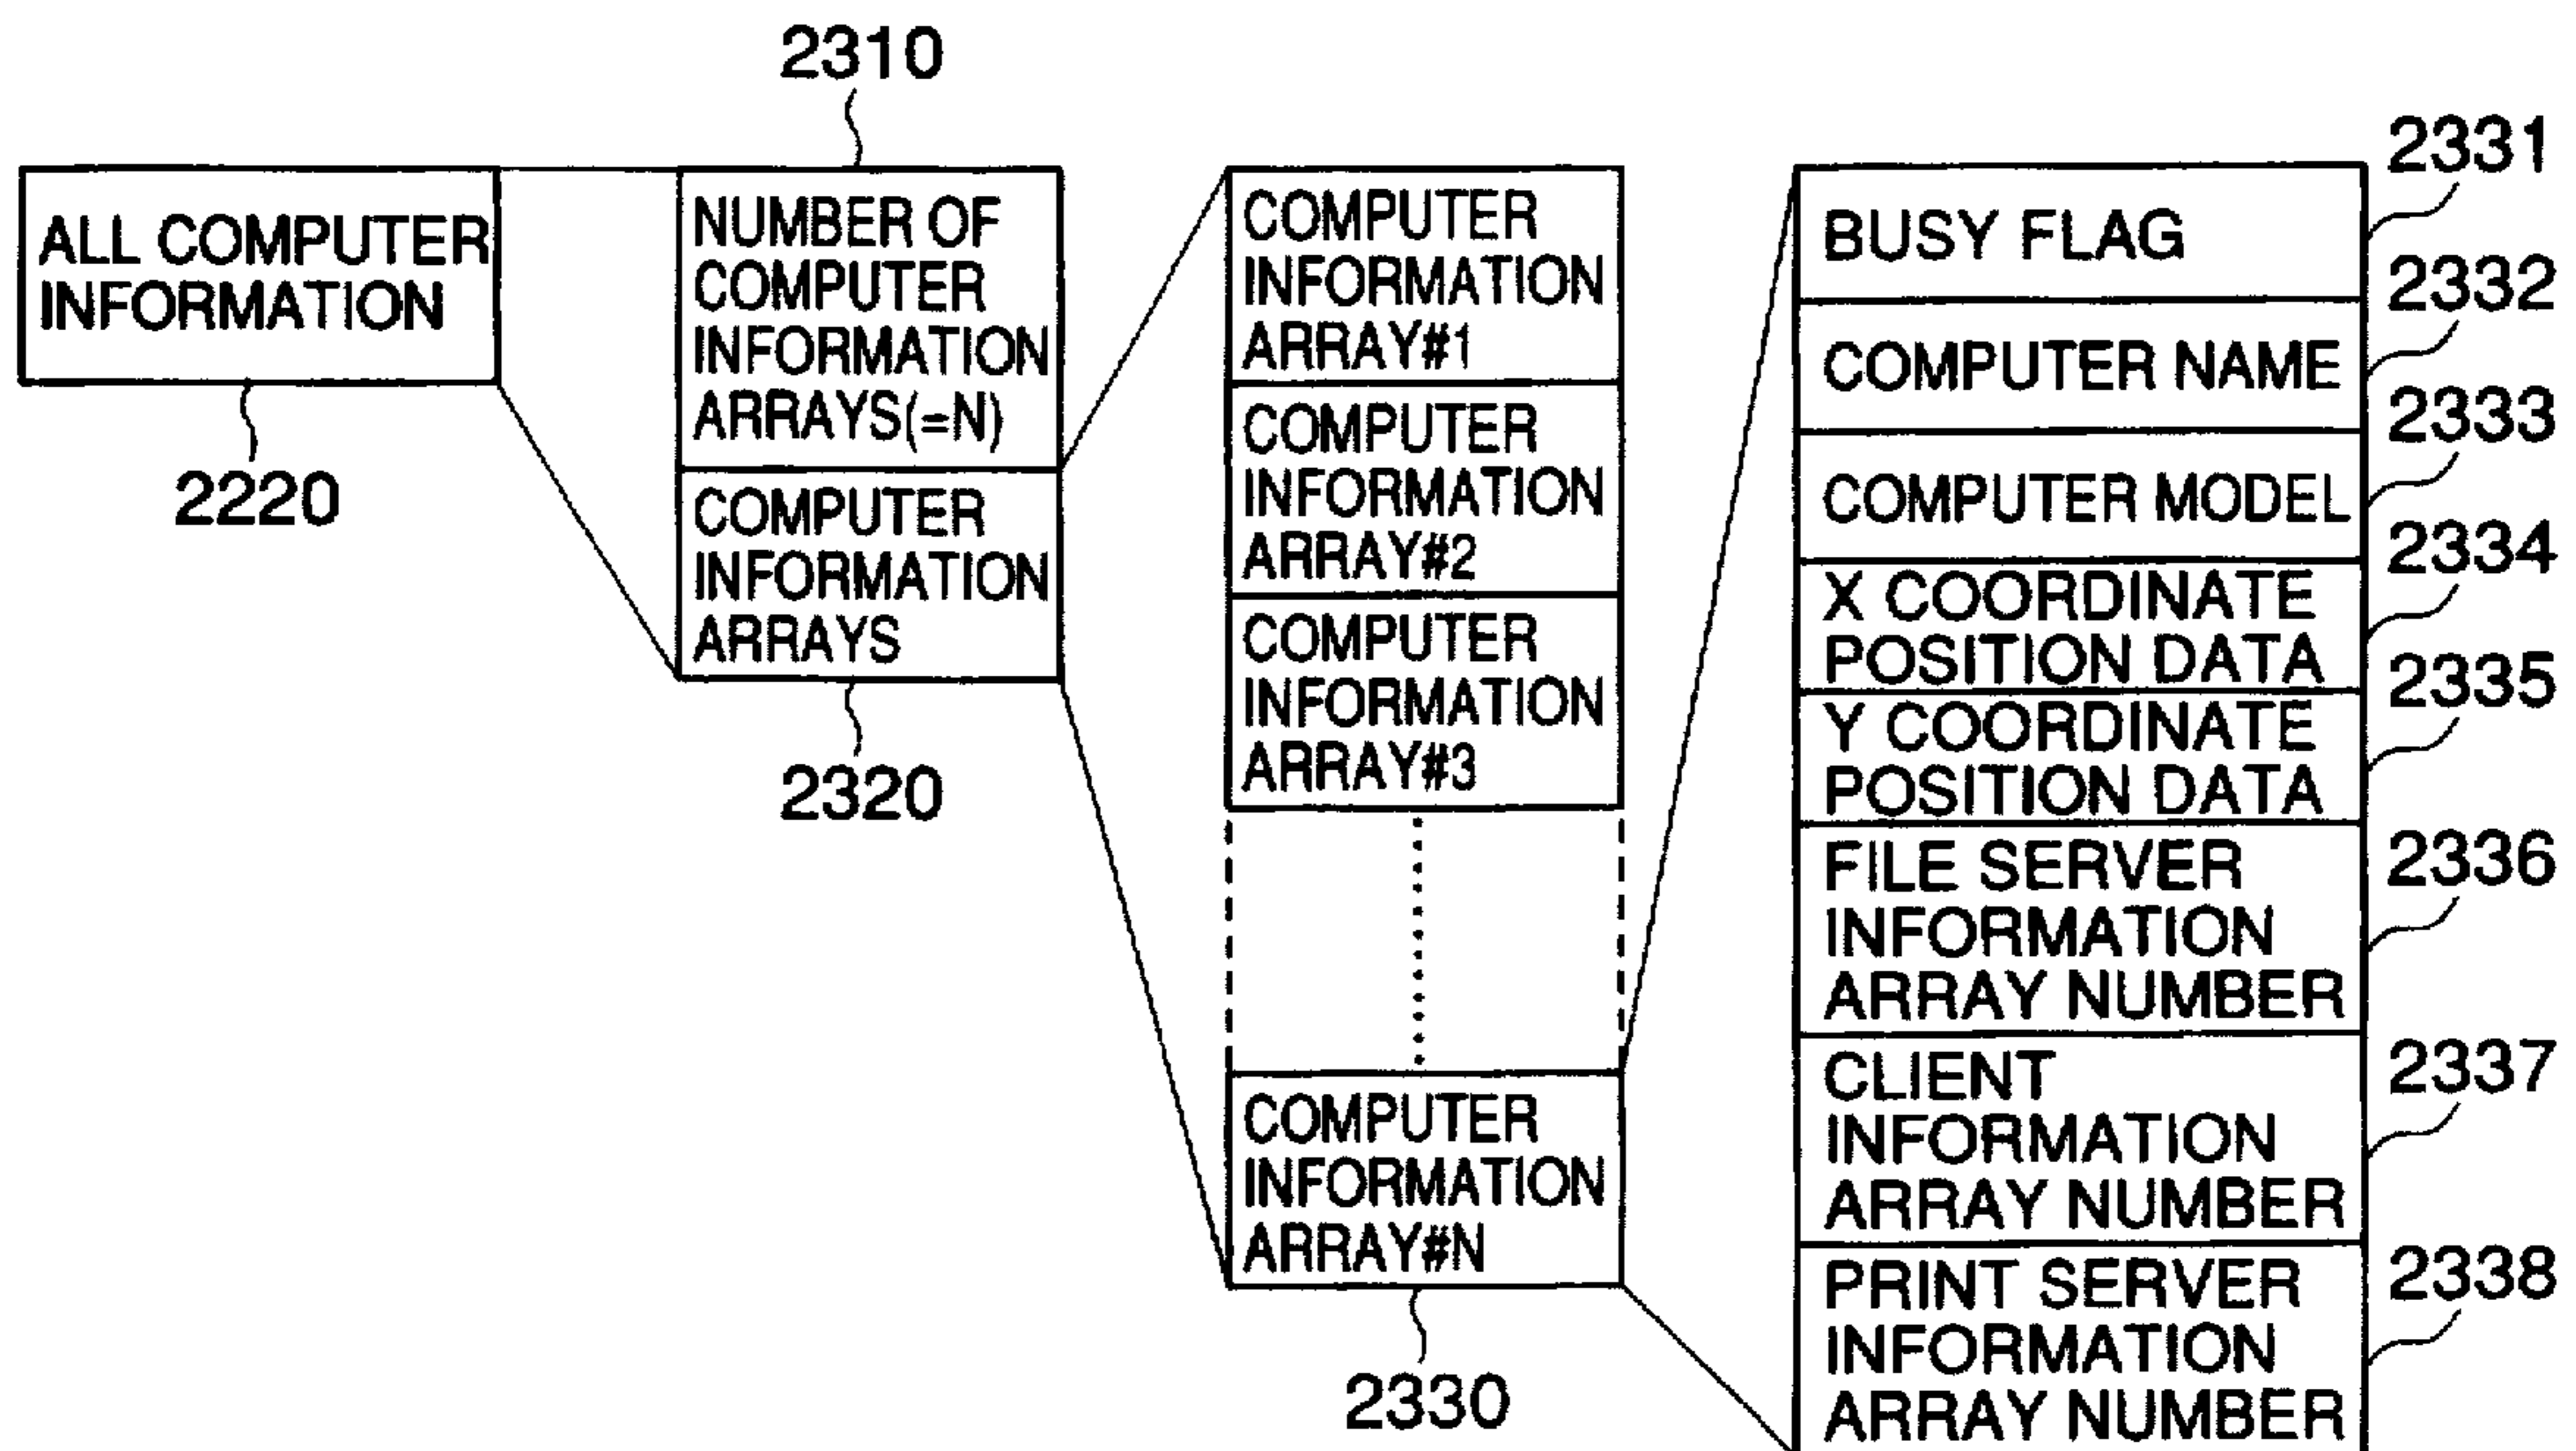 2310
ALL COMPUTER
INFORMATION
2220
NUMBER OF
COMPUTER
INFORMATION
ARRAYS(=N)
COMPUTER
INFORMATION
ARRAYS
2320
COMPUTER
INFORMATION
ARRAY#1
COMPUTER
INFORMATION
ARRAY#2
COMPUTER
INFORMATION
ARRAY#3
COMPUTER
INFORMATION
ARRAY#N
2330
BUSY FLAG
2331
COMPUTER NAME
2332
COMPUTER MODEL
2333
X COORDINATE
POSITION DATA
2334
Y COORDINATE
POSITION DATA
2335
FILE SERVER
INFORMATION
ARRAY NUMBER
2336
CLIENT
INFORMATION
ARRAY NUMBER
2337
PRINT SERVER
INFORMATION
ARRAY NUMBER
2338